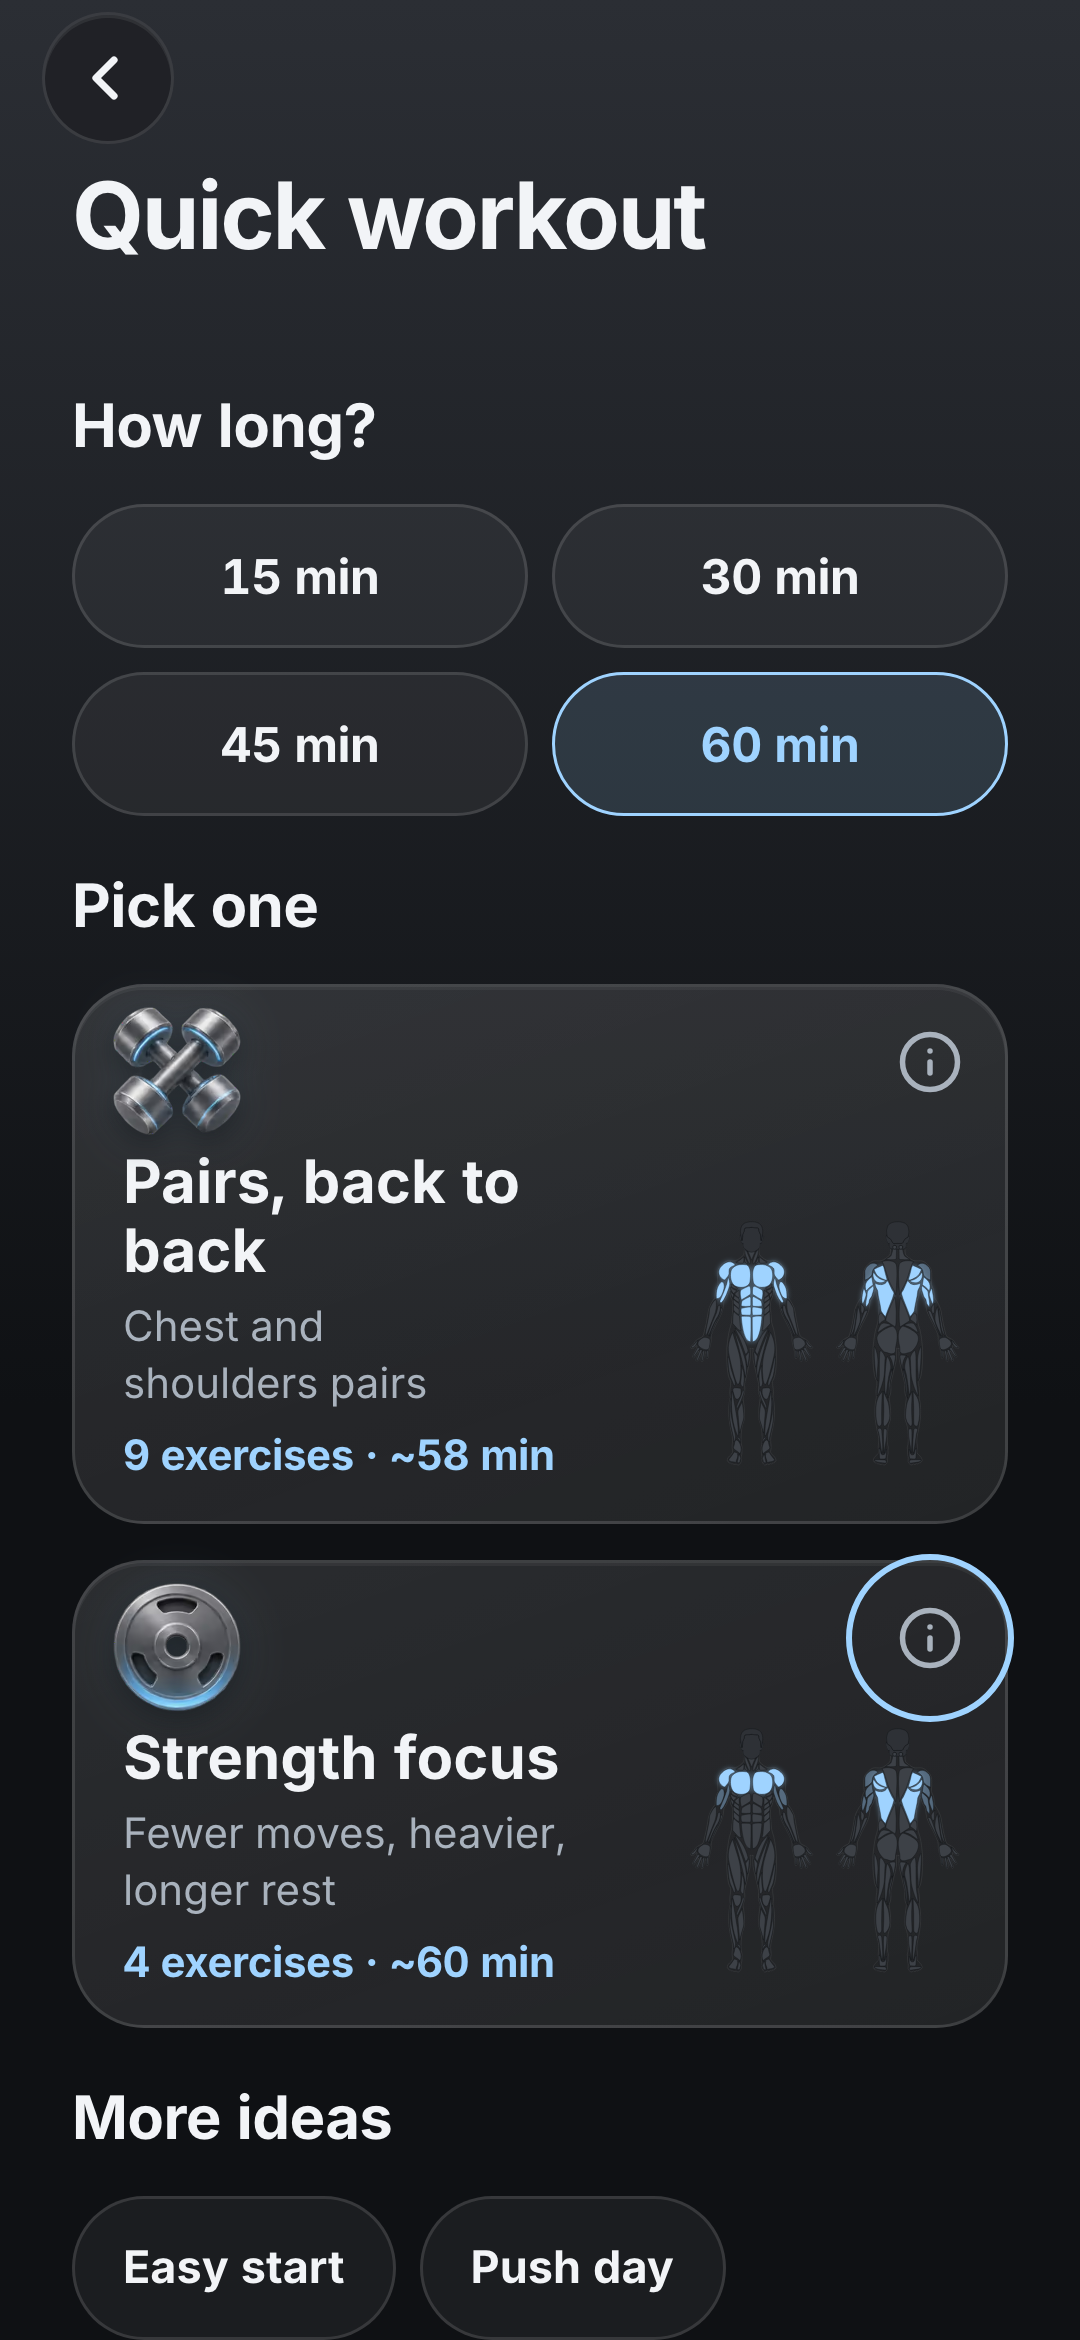 Quick workout
How long?
15 min
30 min
45 min
60 min
Pick one
Pairs, back to
back
Chest and
shoulders pairs
9 exercises · ~58 min
Strength focus
Fewer moves, heavier,
longer rest
4 exercises · ~60 min
More ideas
Easy start
Push day